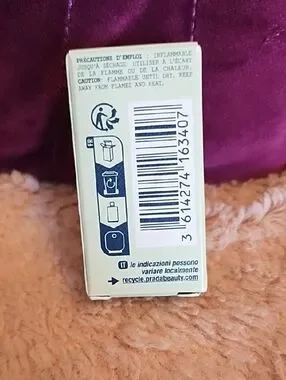 PRÉCAUTIONS D'EMPLOI : INFLAMMABLE
JUSQU'À SÉCHAGE. UTILISER À L'ÉCART
DE LA FLAMME OU DE LA CHALEUR.
CAUTION: FLAMMABLE UNTIL DRY. KEEP
AWAY FROM FLAMES AND HEAT.
3 614274 163407
IT le indicazioni possono
variare localmente
→ recycle.pradabeauty.com